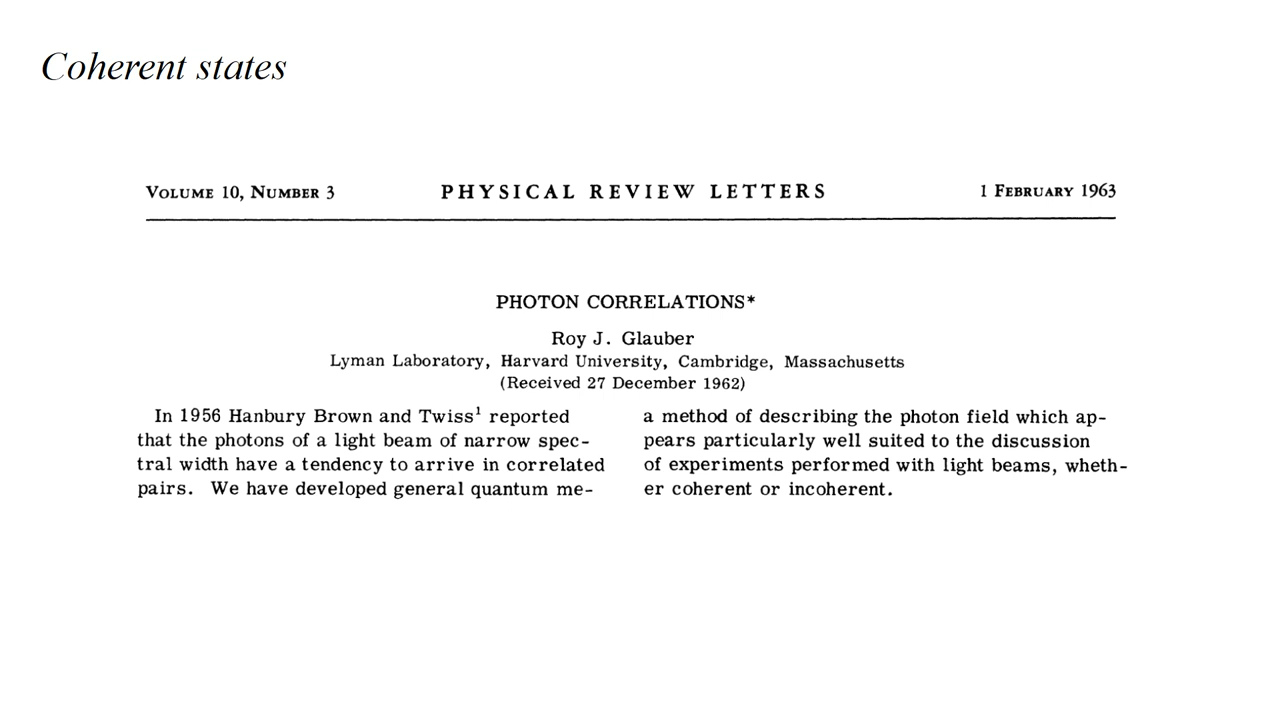 Coherent states
VOLUME 10, NUMBER 3 PHYSICAL REVIEW LETTERS 1 FEBRUARY 1963
PHOTON CORRELATIONS*
Roy J. Glauber
Lyman Laboratory, Harvard University, Cambridge, Massachusetts
(Received 27 December 1962)
In 1956 Hanbury Brown and Twiss¹ reported
that the photons of a light beam of narrow spec-
tral width have a tendency to arrive in correlated
pairs. We have developed general quantum me-
a method of describing the photon field which ap-
pears particularly well suited to the discussion
of experiments performed with light beams, wheth-
er coherent or incoherent.